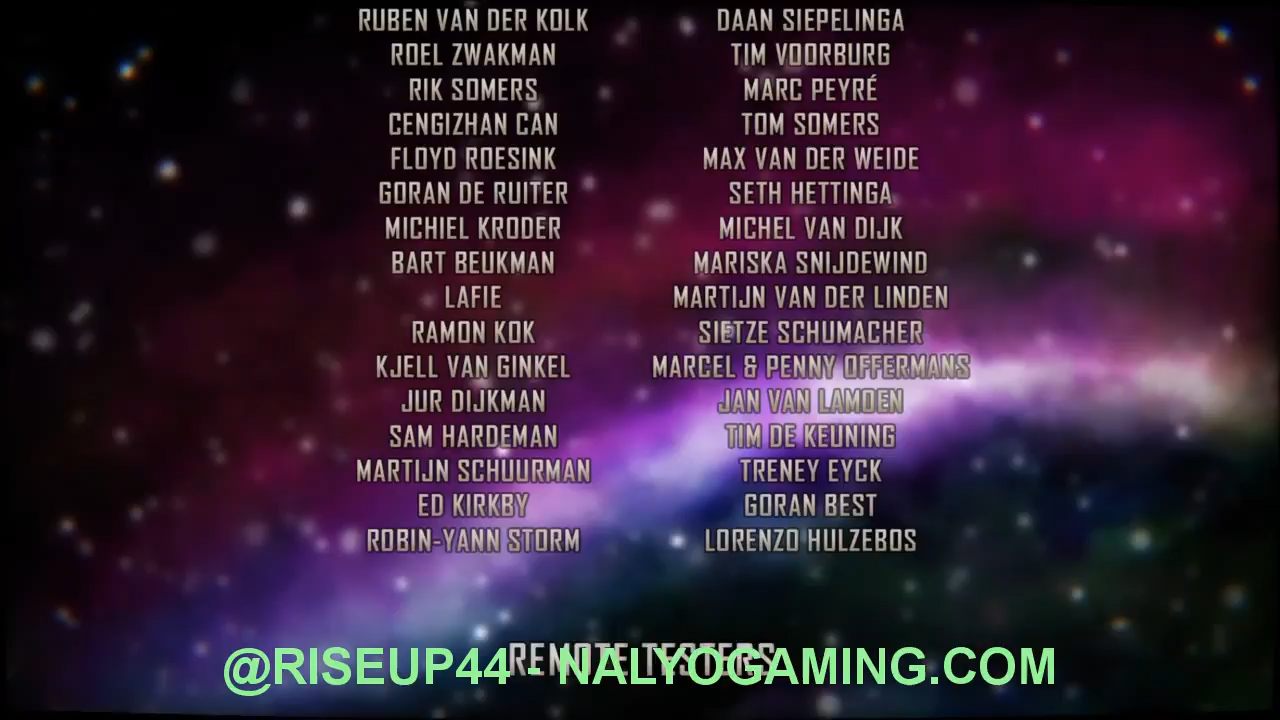 RUBEN VAN DER KOLK DAAN SIEPELINGA
ROEL ZWAKMAN TIM VOORBURG
RIK SOMERS MARC PEYRÉ
CENGIZHAN CAN TOM SOMERS
FLOYD ROESINK MAX VAN DER WEIDE
GORAN DE RUITER SETH HETTINGA
MICHIEL KRODER MICHEL VAN DIJK
BART BEUKMAN MARISKA SNIJDEWIND
LAFIE MARTIJN VAN DER LINDEN
RAMON KOK SIETZE SCHUMACHER
KJELL VAN GINKEL MARCEL & PENNY OFFERMANS
JUR DIJKMAN JAN VAN LAMOEN
SAM HARDEMAN TIM DE KEUNING
MARTIJN SCHUURMAN TRENEY EYCK
ED KIRKBY GORAN BEST
ROBIN-YANN STORM LORENZO HULZEBOS
REMOTE TESTERS
@RISEUP44 - NALYOGAMING.COM